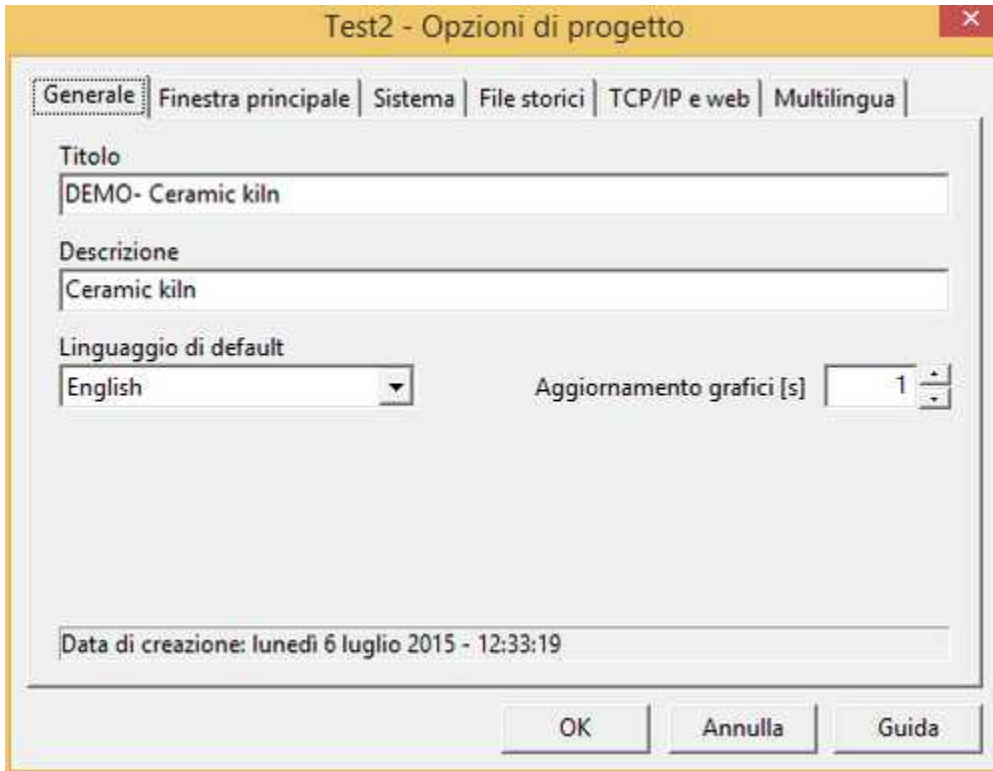 Test2 - Opzioni di progetto
Generale Finestra principale Sistema File storici TCP/IP e web Multilingua
Titolo
DEMO- Ceramic kiln
Descrizione
Ceramic kiln
Linguaggio di default
English Aggiornamento grafici [s] 1
Data di creazione: lunedì 6 luglio 2015 - 12:33:19
OK Annulla Guida